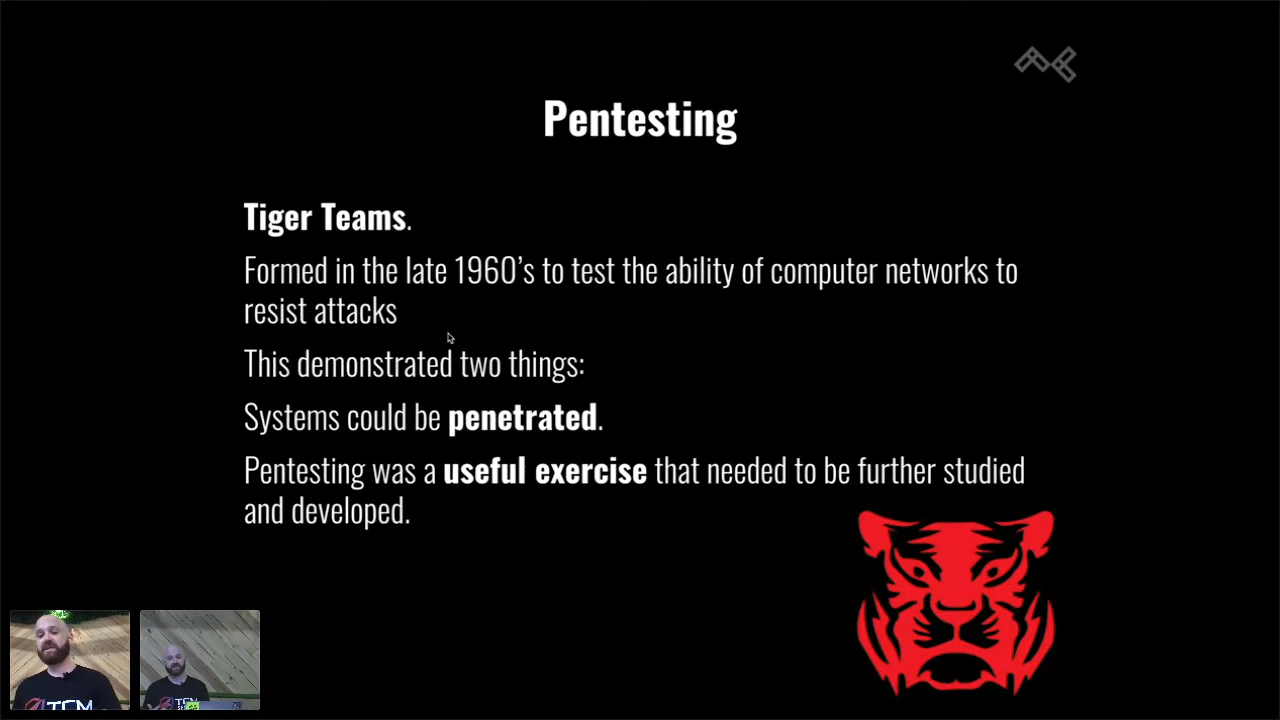 Pentesting
Tiger Teams.
Formed in the late 1960's to test the ability of computer networks to
resist attacks
This demonstrated two things:
Systems could be penetrated.
Pentesting was a useful exercise that needed to be further studied
and developed.
TCM
TCM